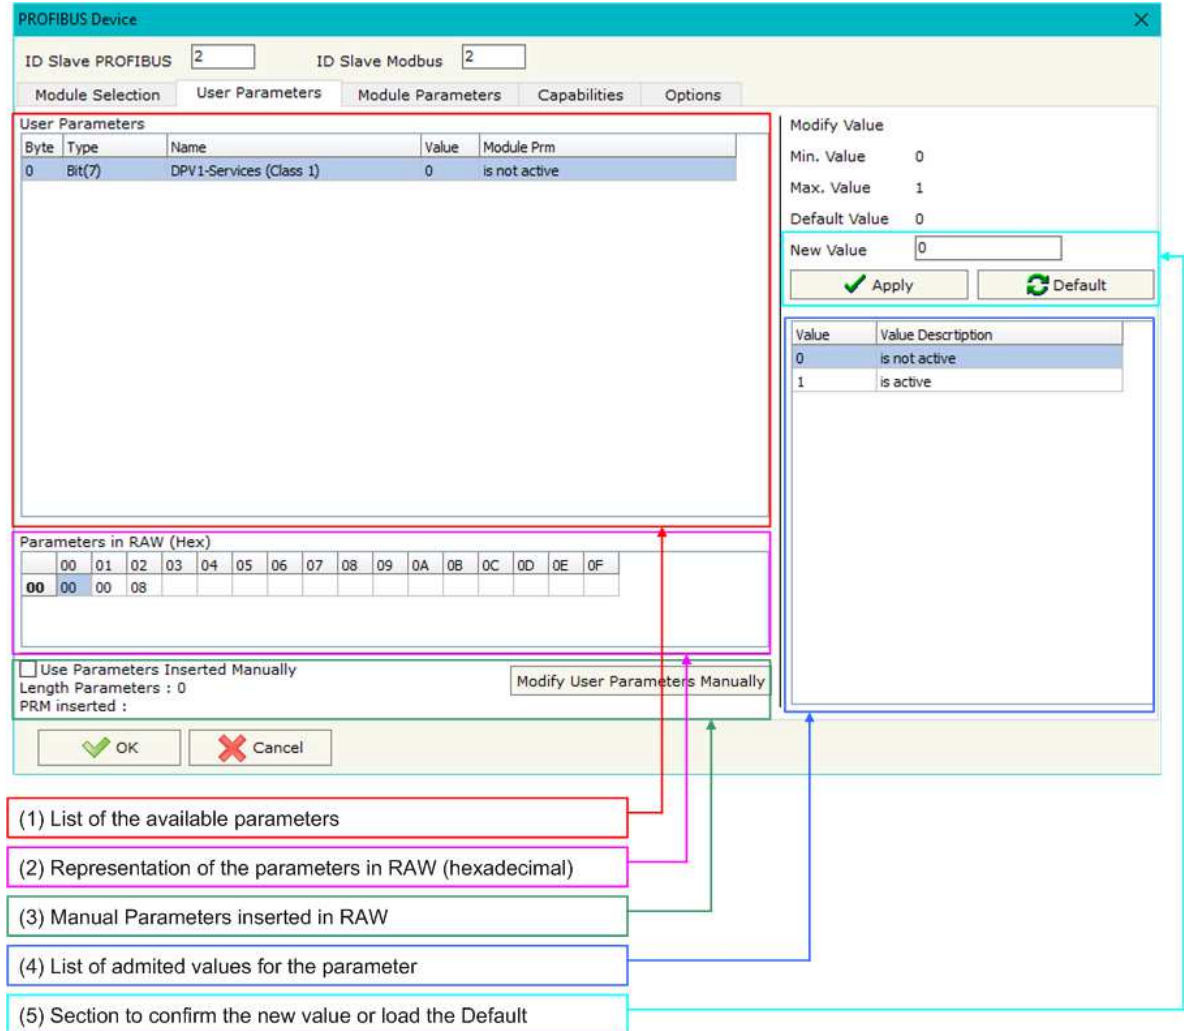 PROFIBUS Device
ID Slave PROFIBUS 2 ID Slave Modbus 2
Module Selection User Parameters Module Parameters Capabilities Options
User Parameters
Byte Type Name Value Module Prm
0 Bit(7) DPV1-Services (Class 1) 0 is not active
Modify Value
Min. Value 0
Max. Value 1
Default Value 0
New Value 0
Apply Default
Value Value Descrtiption
0 is not active
1 is active
Parameters in RAW (Hex)
00 01 02 03 04 05 06 07 08 09 0A 0B 0C 0D 0E 0F
00 00 00 08
Use Parameters Inserted Manually
Length Parameters : 0
PRM inserted :
Modify User Parameters Manually
OK Cancel
(1) List of the available parameters
(2) Representation of the parameters in RAW (hexadecimal)
(3) Manual Parameters inserted in RAW
(4) List of admited values for the parameter
(5) Section to confirm the new value or load the Default